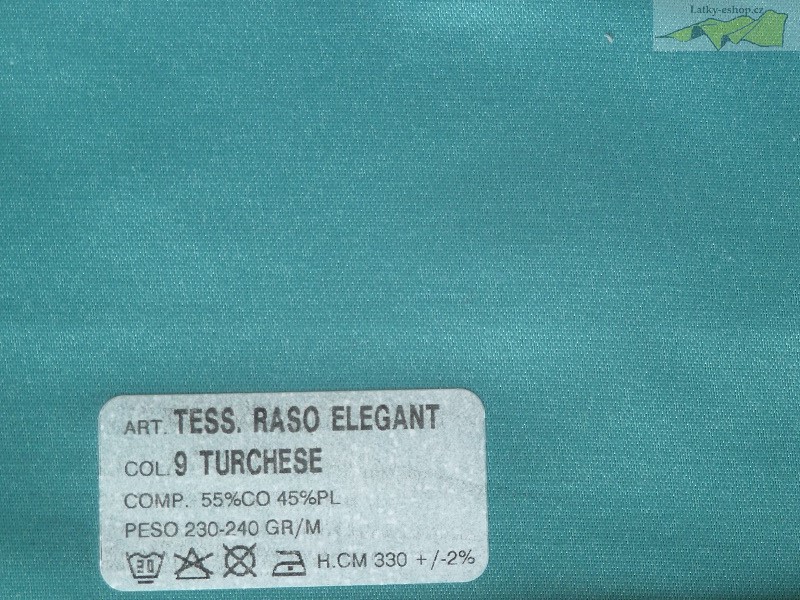 Latky-eshop.cz
ART. TESS. RASO ELEGANT
COL. 9 TURCHESE
COMP. 55%CO 45%PL
PESO 230-240 GR/M
30 H.CM 330 +/-2%